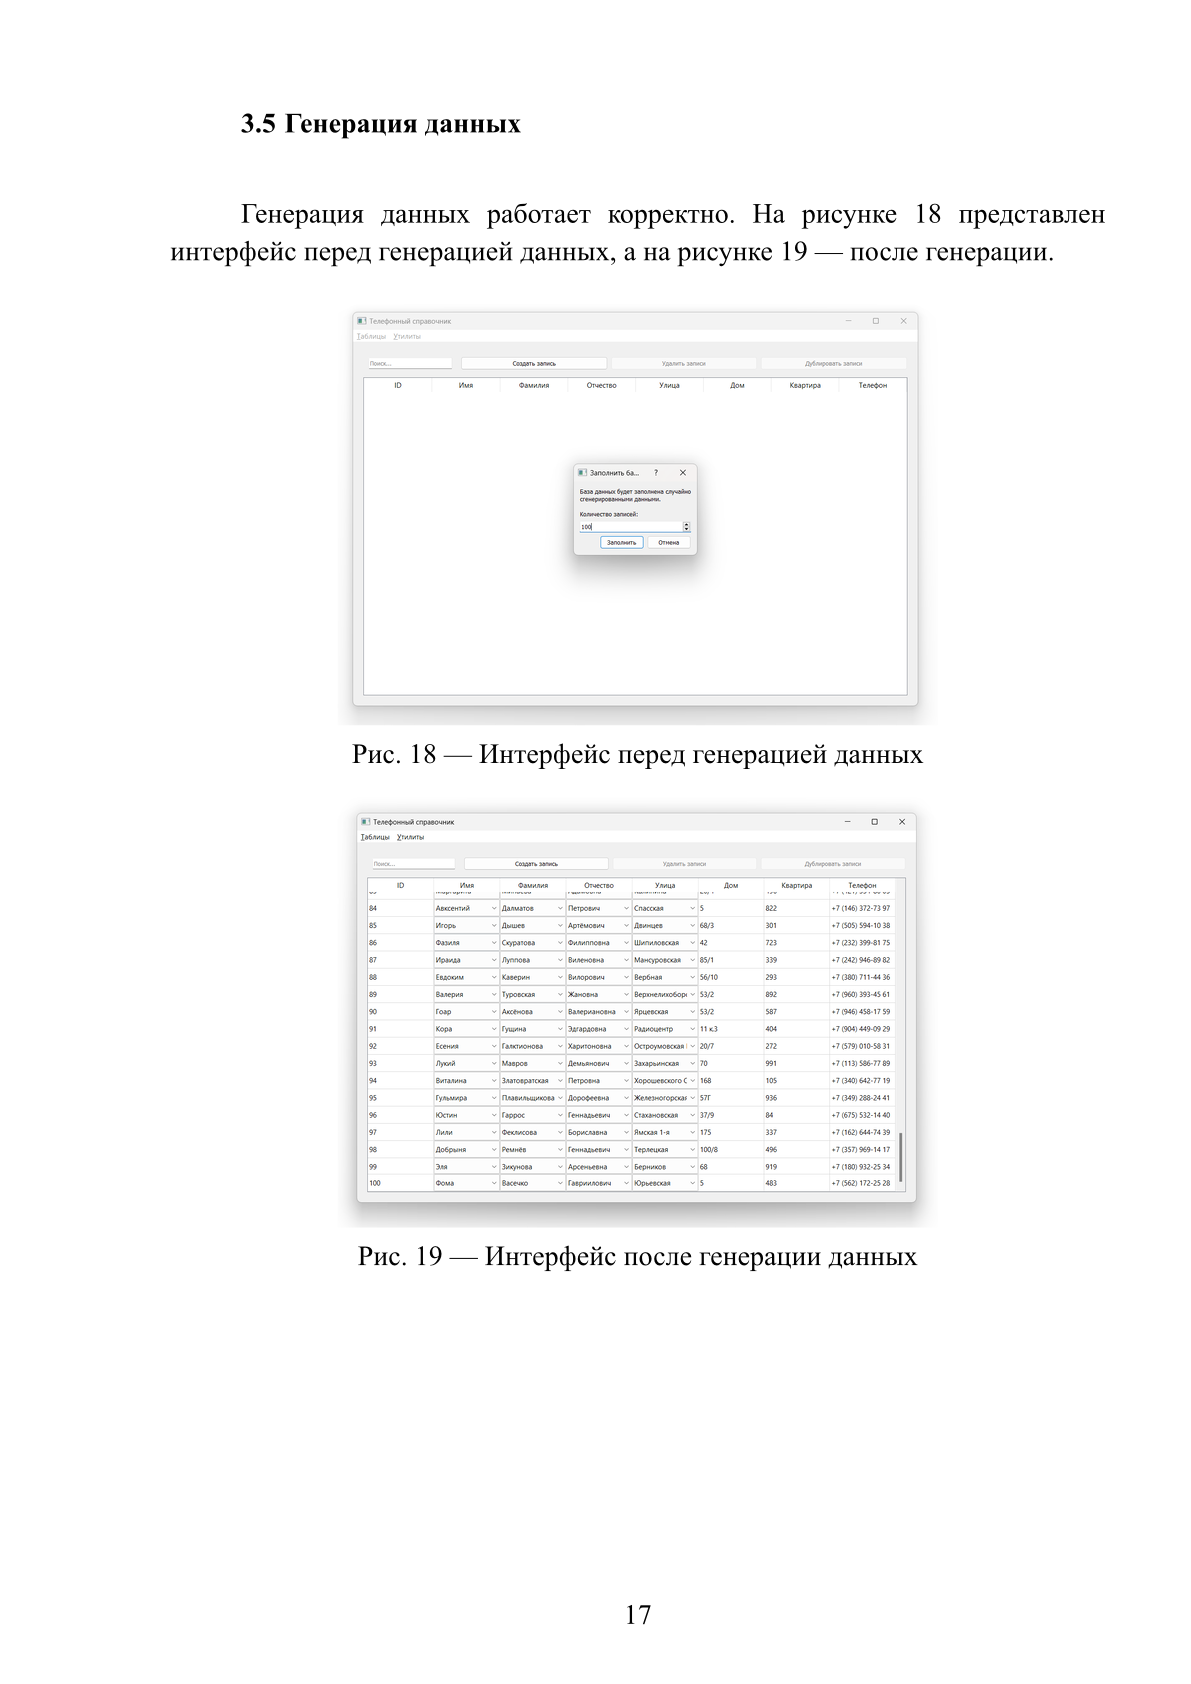 3.5 Генерация данных
Генерация данных работает корректно. На рисунке 18 представлен
интерфейс перед генерацией данных, а на рисунке 19 — после генерации.
Телефонный справочник
Таблицы Утилиты
Поиск... Создать запись Удалить записи Дублировать записи
ID Имя Фамилия Отчество Улица Дом Квартира Телефон
Заполнить ба... ?
База данных будет заполнена случайно
сгенерированными данными.
Количество записей:
100
Заполнить Отмена
Рис. 18 — Интерфейс перед генерацией данных
Телефонный справочник
Таблицы Утилиты
Поиск... Создать запись Удалить записи Дублировать записи
ID Имя Фамилия Отчество Улица Дом Квартира Телефон
84 Авксентий Далматов Петрович Спасская 5 822 +7 (146) 372-73 97
85 Игорь Дышев Артёмович Двинцев 68/3 301 +7 (505) 594-10 38
86 Фазиля Скуратова Филипповна Шипиловская 42 723 +7 (232) 399-81 75
87 Ираида Луппова Виленовна Мансуровская 85/1 339 +7 (242) 946-89 82
88 Евдоким Каверин Вилорович Вербная 56/10 293 +7 (380) 711-44 36
89 Валерия Туровская Жановна Верхнелихобор 53/2 892 +7 (960) 393-45 61
90 Гоар Аксёнова Валериановна Ярцевская 53/2 587 +7 (946) 458-17 59
91 Кора Гущина Эдгардовна Радиоцентр 11 к.3 404 +7 (904) 449-09 29
92 Есения Галктионова Харитоновна Остроумовская 20/7 272 +7 (579) 010-58 31
93 Лукий Мавров Демьянович Захарьинская 70 991 +7 (113) 586-77 89
94 Виталина Златовратская Петровна Хорошевского С 168 105 +7 (340) 642-77 19
95 Гульмира Плавильщикова Дорофеевна Железногорская 57Г 936 +7 (349) 288-24 41
96 Юстин Гаррос Геннадьевич Стахановская 37/9 84 +7 (675) 532-14 40
97 Лили Феклисова Бориславна Ямская 1-я 175 337 +7 (162) 644-74 39
98 Добрыня Ремнёв Геннадьевич Терлецкая 100/8 496 +7 (357) 969-14 17
99 Эля Зикунова Арсеньевна Берников 68 919 +7 (180) 932-25 34
100 Фома Васечко Гавриилович Юрьевская 5 483 +7 (562) 172-25 28
Рис. 19 — Интерфейс после генерации данных
17